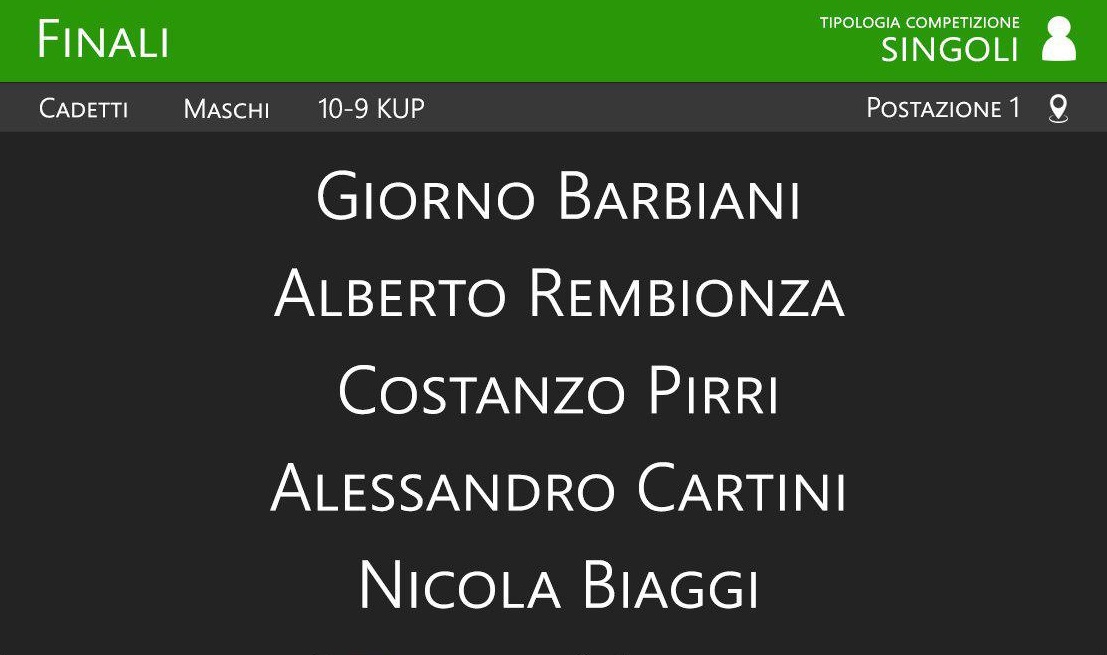 Finali
TIPOLOGIA COMPETIZIONE
SINGOLI
Cadetti Maschi 10-9 KUP Postazione 1
Giorno Barbiani
Alberto Rembionza
Costanzo Pirri
Alessandro Cartini
Nicola Biaggi